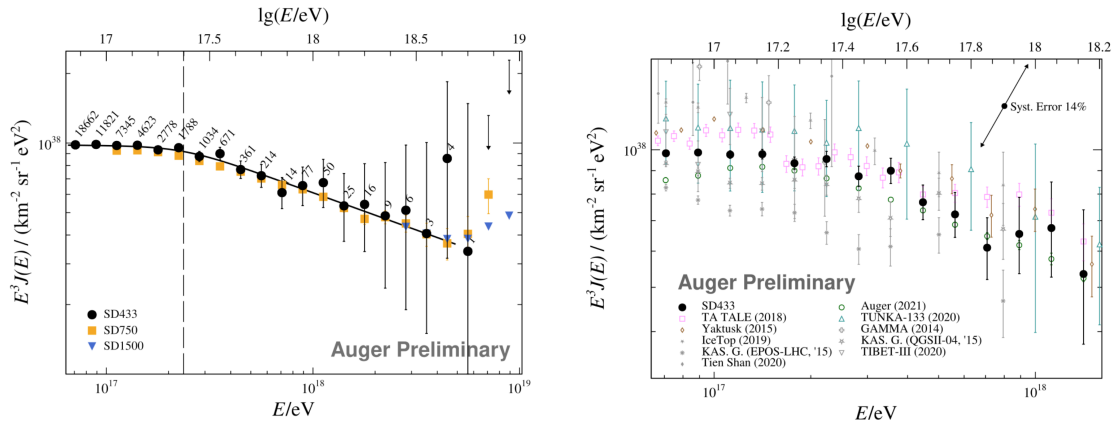 lg(E/eV)
17 17.5 18 18.5 19
18662 11821 7345 4623 2778 1788 1034 671 361 214 114 77 50 25 16 9 6 3 4
10^38
E^3 J(E) / (km^-2 sr^-1 eV^2)
SD433
SD750
SD1500
Auger Preliminary
10^17 10^18 10^19
E/eV
lg(E/eV)
17 17.2 17.4 17.6 17.8 18 18.2
Syst. Error 14%
10^38
E^3 J(E) / (km^-2 sr^-1 eV^2)
Auger Preliminary
SD433
TA TALE (2018)
Yaktusk (2015)
IceTop (2019)
KAS. G. (EPOS-LHC, '15)
Tien Shan (2020)
Auger (2021)
TUNKA-133 (2020)
GAMMA (2014)
KAS. G. (QGSII-04, '15)
TIBET-III (2020)
10^17 10^18
E/eV